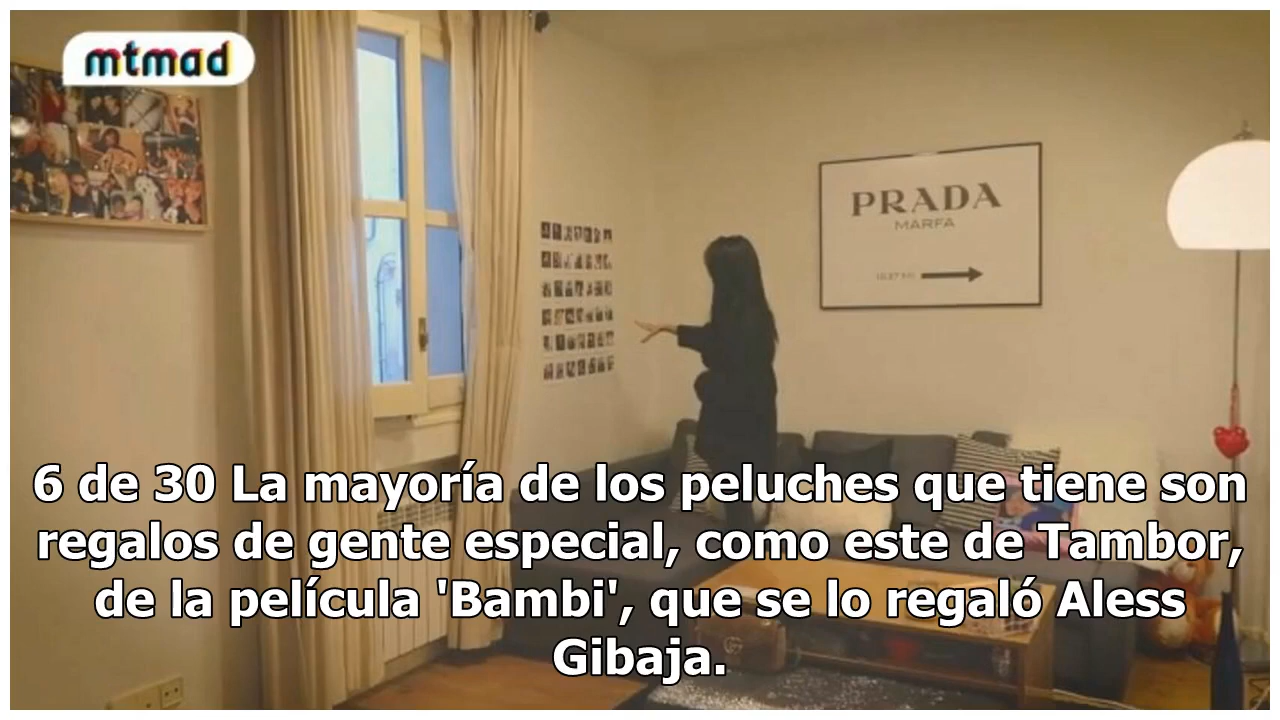 mtmad
PRADA
MARFA
6 de 30 La mayoría de los peluches que tiene son
regalos de gente especial, como este de Tambor,
de la película 'Bambi', que se lo regaló Aless
Gibaja.